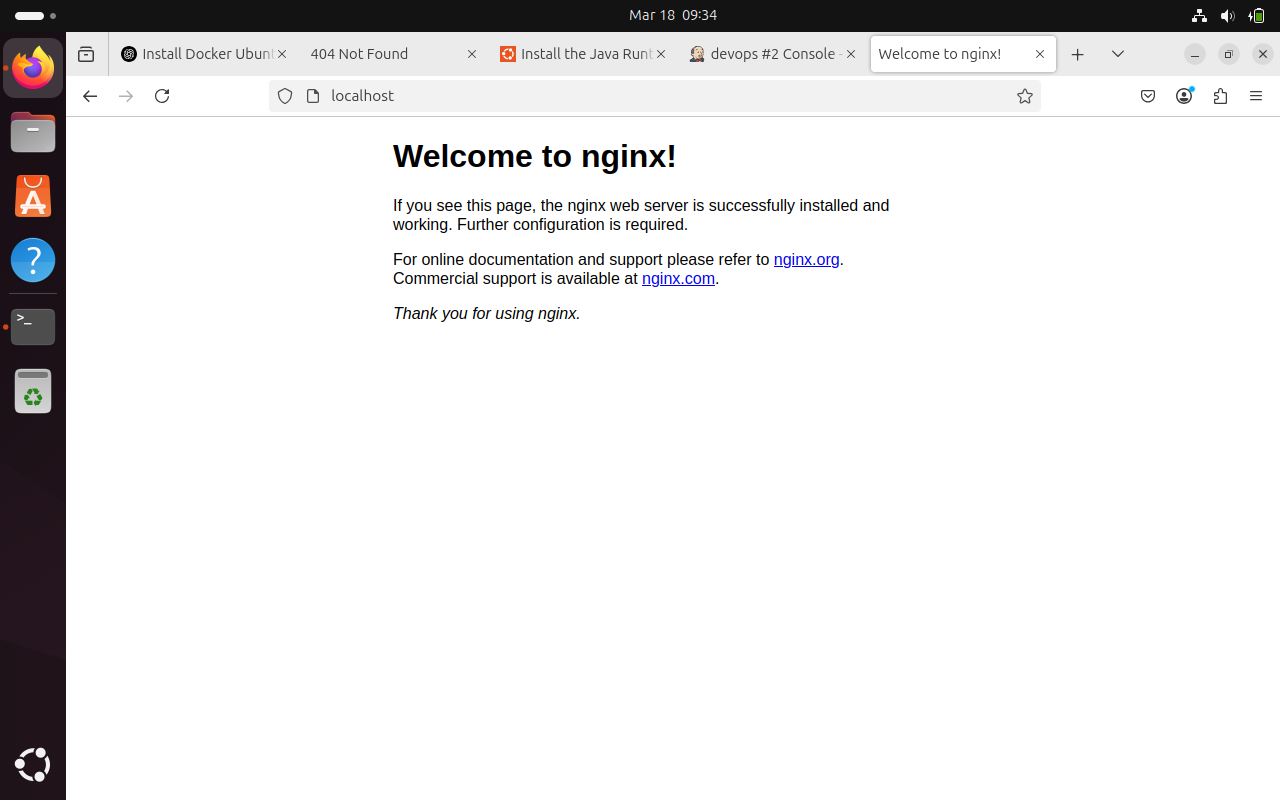 Mar 18 09:34
Install Docker Ubunt
404 Not Found
Install the Java Runt
devops #2 Console -
Welcome to nginx!
localhost
Welcome to nginx!
If you see this page, the nginx web server is successfully installed and
working. Further configuration is required.
For online documentation and support please refer to nginx.org.
Commercial support is available at nginx.com.
Thank you for using nginx.